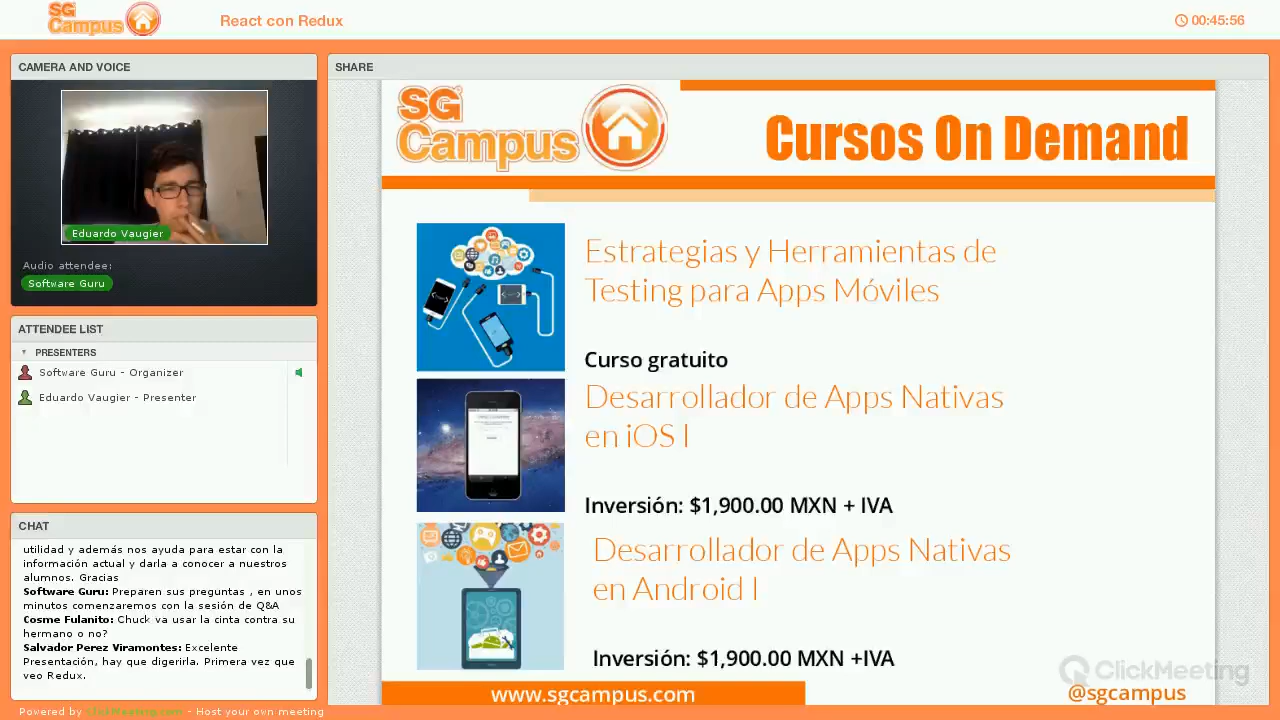 SG
Campus
React con Redux
00:45:56
CAMERA AND VOICE
Eduardo Vaugier
Audio attendee:
Software Guru
ATTENDEE LIST
PRESENTERS
Software Guru - Organizer
Eduardo Vaugier - Presenter
CHAT
utilidad y además nos ayuda para estar con la
información actual y darla a conocer a nuestros
alumnos. Gracias
Software Guru: Preparen sus preguntas , en unos
minutos comenzaremos con la sesión de Q&A
Cosme Fulanito: Chuck va usar la cinta contra su
hermano o no?
Salvador Perez Viramontes: Excelente
Presentación, hay que digerirla. Primera vez que
veo Redux.
Powered by ClickMeeting.com - Host your own meeting
SHARE
SG
Campus
Cursos On Demand
Estrategias y Herramientas de
Testing para Apps Móviles
Curso gratuito
Desarrollador de Apps Nativas
en iOS I
Inversión: $1,900.00 MXN + IVA
Desarrollador de Apps Nativas
en Android I
Inversión: $1,900.00 MXN +IVA
www.sgcampus.com
@sgcampus
ClickMeeting